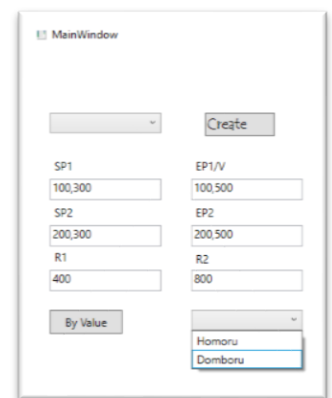 MainWindow
Create
SP1 EP1/V
100,300 100,500
SP2 EP2
200,300 200,500
R1 R2
400 800
By Value
Homoru
Domboru